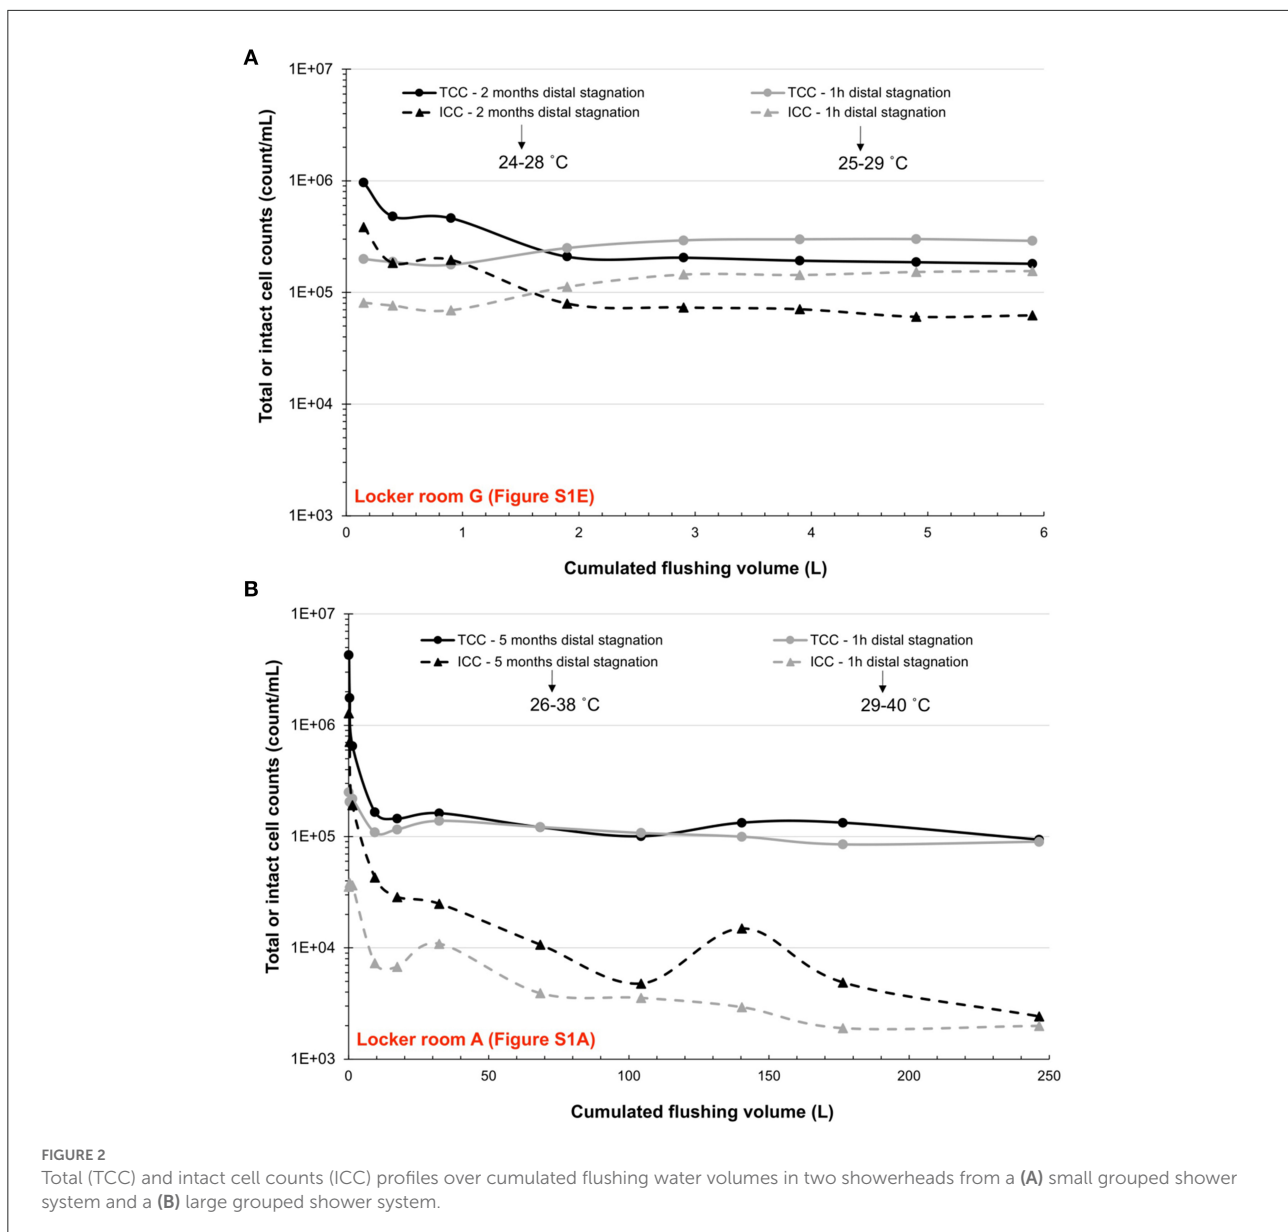 A
1E+07
TCC - 2 months distal stagnation
TCC - 1h distal stagnation
ICC - 2 months distal stagnation
ICC - 1h distal stagnation
24-28 ˚C
25-29 ˚C
1E+06
1E+05
1E+04
1E+03
Total or intact cell counts (count/mL)
Locker room G (Figure S1E)
0 1 2 3 4 5 6
Cumulated flushing volume (L)
B
1E+07
TCC - 5 months distal stagnation
TCC - 1h distal stagnation
ICC - 5 months distal stagnation
ICC - 1h distal stagnation
26-38 ˚C
29-40 ˚C
1E+06
1E+05
1E+04
1E+03
Total or intact cell counts (count/mL)
Locker room A (Figure S1A)
0 50 100 150 200 250
Cumulated flushing volume (L)
FIGURE 2
Total (TCC) and intact cell counts (ICC) profiles over cumulated flushing water volumes in two showerheads from a (A) small grouped shower
system and a (B) large grouped shower system.